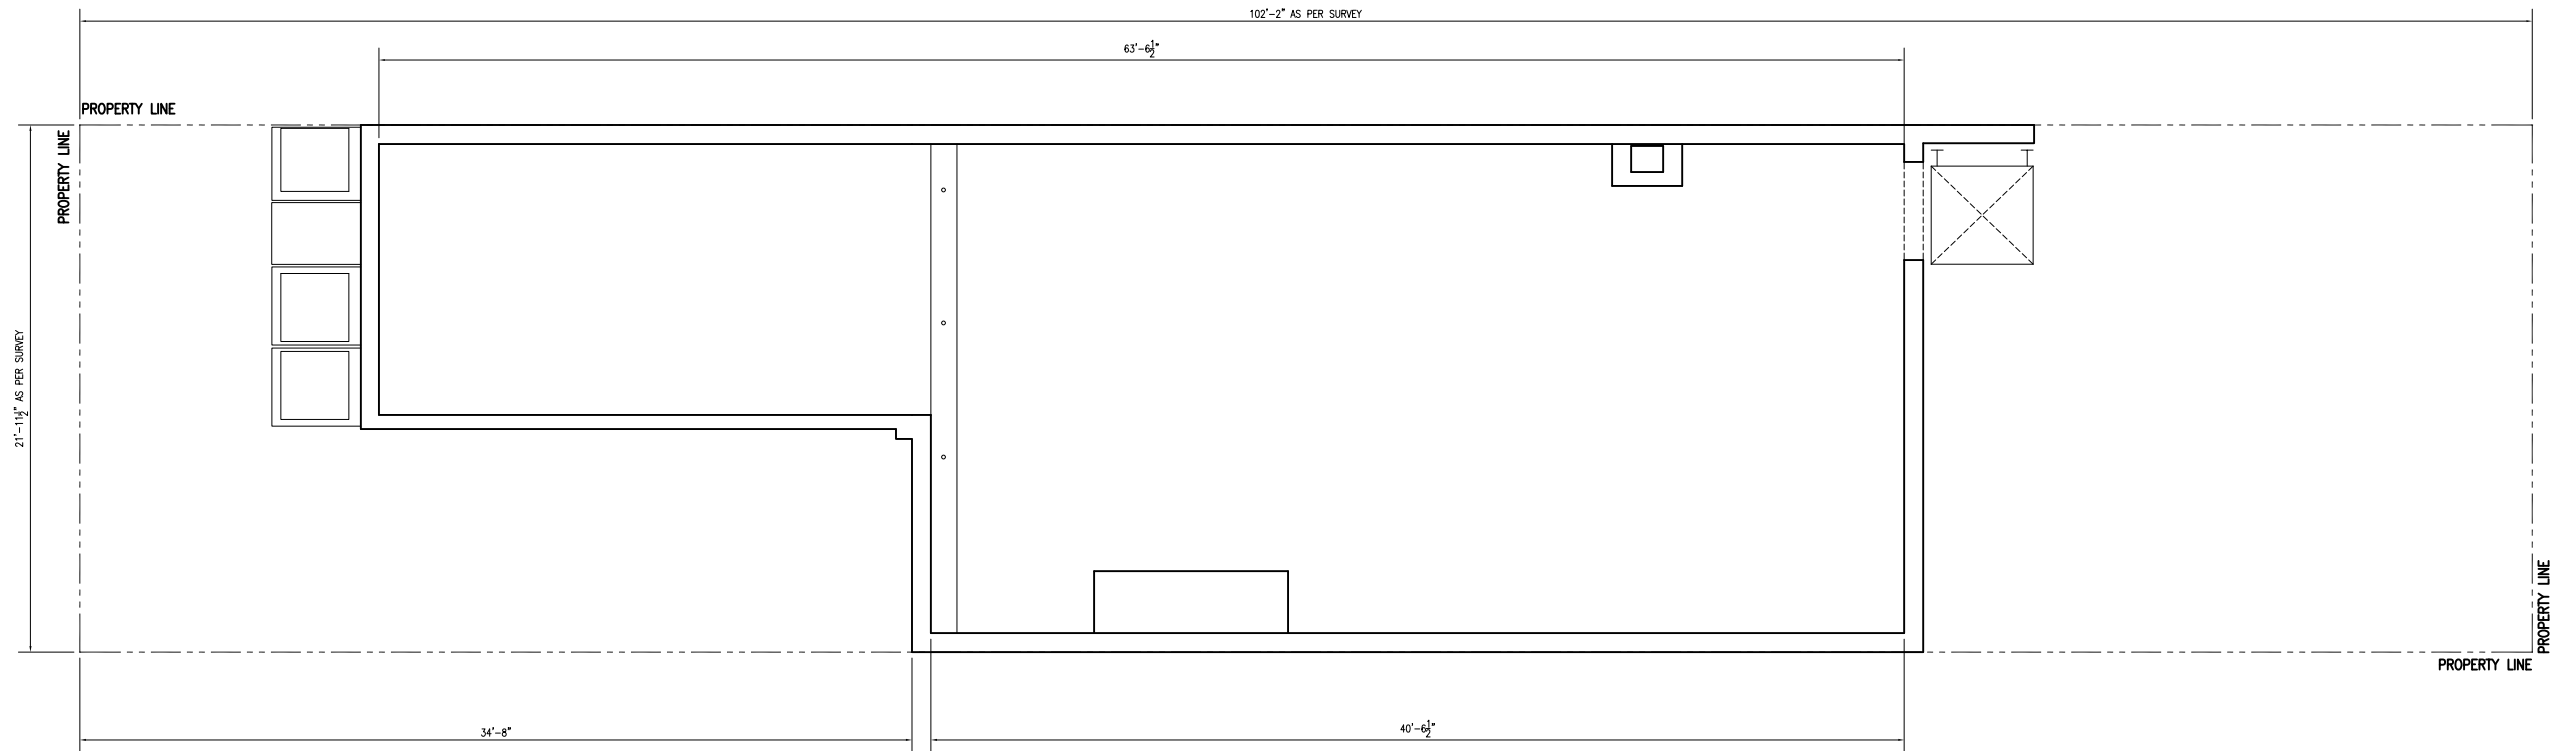 102'-2" AS PER SURVEY
63'-6½"
PROPERTY LINE
PROPERTY LINE
21'-11½" AS PER SURVEY
PROPERTY LINE
PROPERTY LINE
34'-8"
40'-6½"